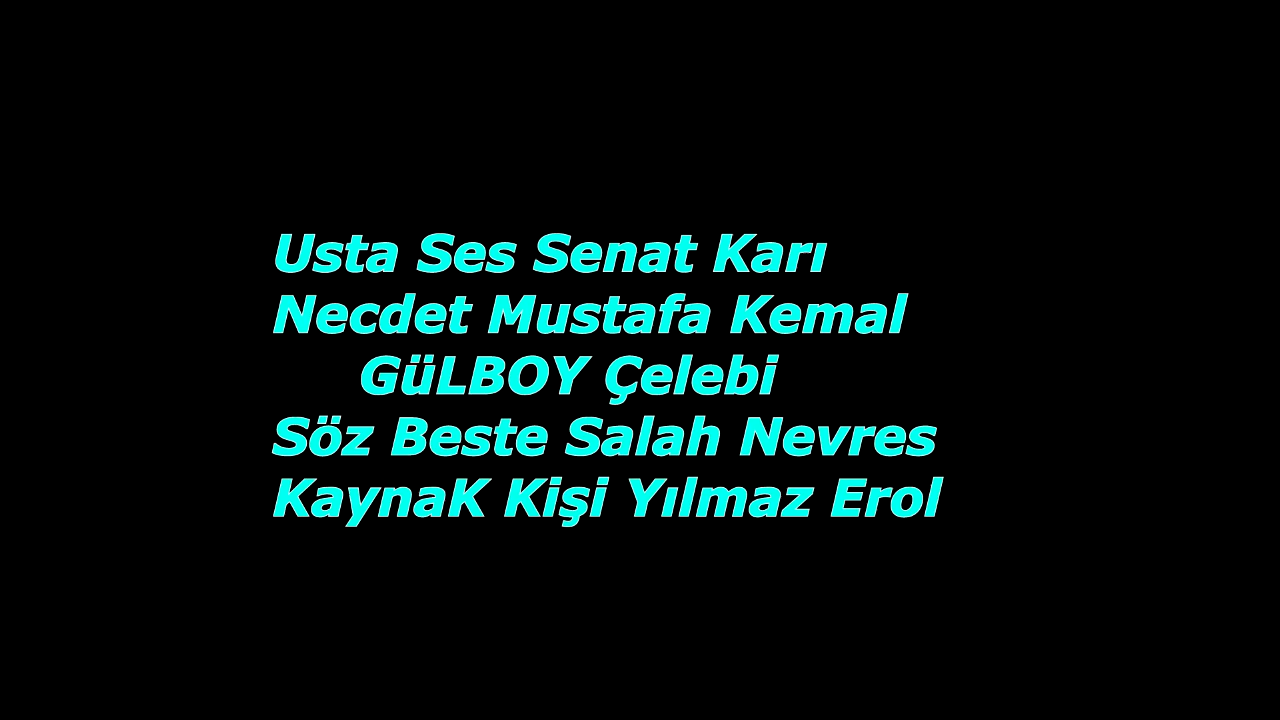 Usta Ses Senat Karı
Necdet Mustafa Kemal
GüLBOY Çelebi
Söz Beste Salah Nevres
KaynaK Kişi Yılmaz Erol